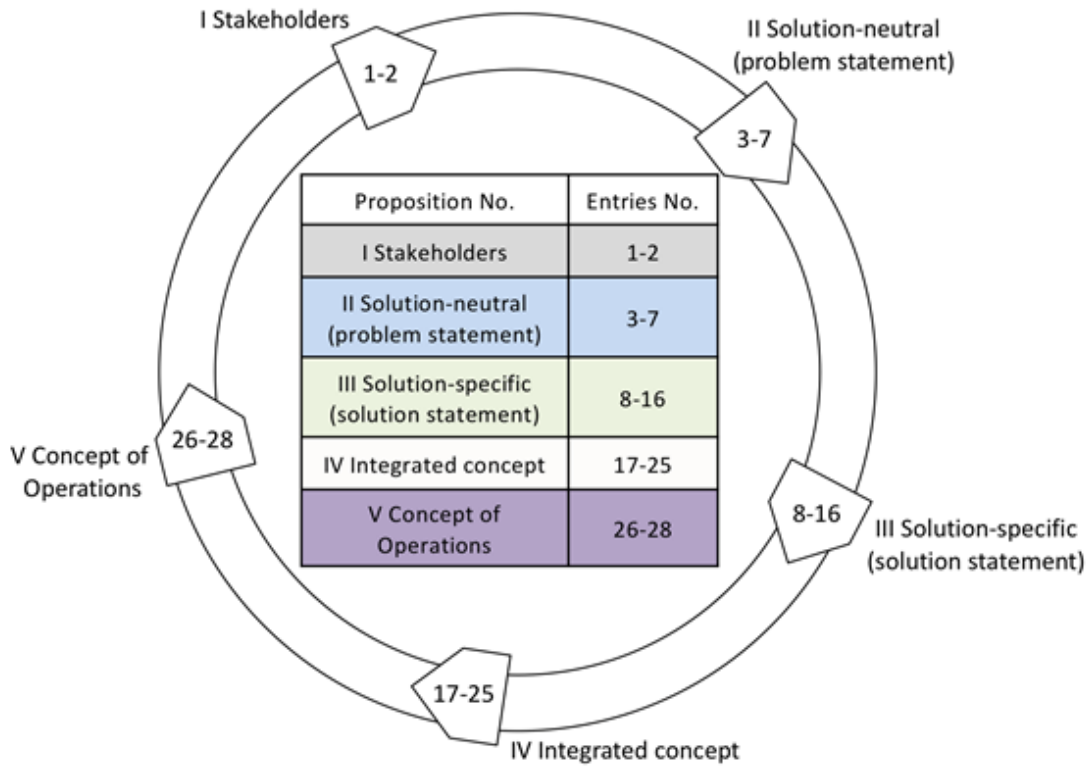 I Stakeholders
1-2
II Solution-neutral
(problem statement)
3-7
Proposition No. Entries No.
I Stakeholders 1-2
II Solution-neutral
(problem statement) 3-7
III Solution-specific
(solution statement) 8-16
IV Integrated concept 17-25
V Concept of
Operations 26-28
26-28
V Concept of
Operations
8-16
III Solution-specific
(solution statement)
17-25
IV Integrated concept